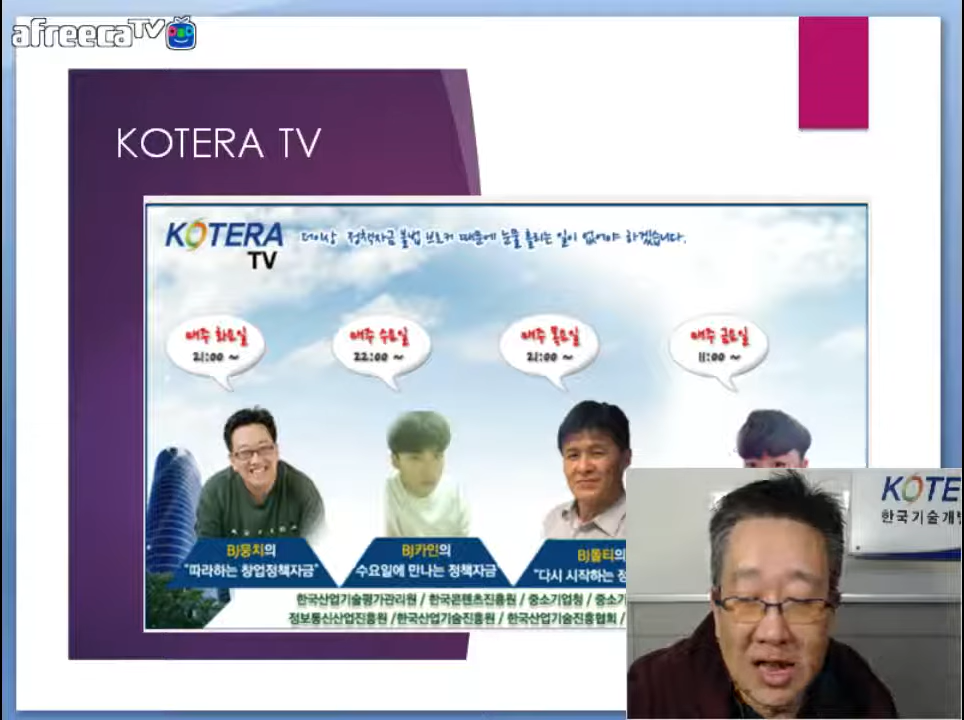 afreecaTV
KOTERA TV
KOTERA TV
더이상 정책자금 불법 브로커 때문에 눈물 흘리는 일이 없어야 하겠습니다.
매주 화요일
21:00 ~
매주 수요일
22:00 ~
매주 목요일
21:00 ~
매주 금요일
11:00 ~
BJ뭉치의
"따라하는 창업정책자금"
BJ카인의
"수요일에 만나는 정책자금"
BJ돌티의
"다시 시작하는 정
한국산업기술평가관리원 / 한국콘텐츠진흥원 / 중소기업청 / 중소기
정보통신산업진흥원 /한국산업기술진흥원 / 한국산업기술진흥협회 /
KOTE
한국기술개발